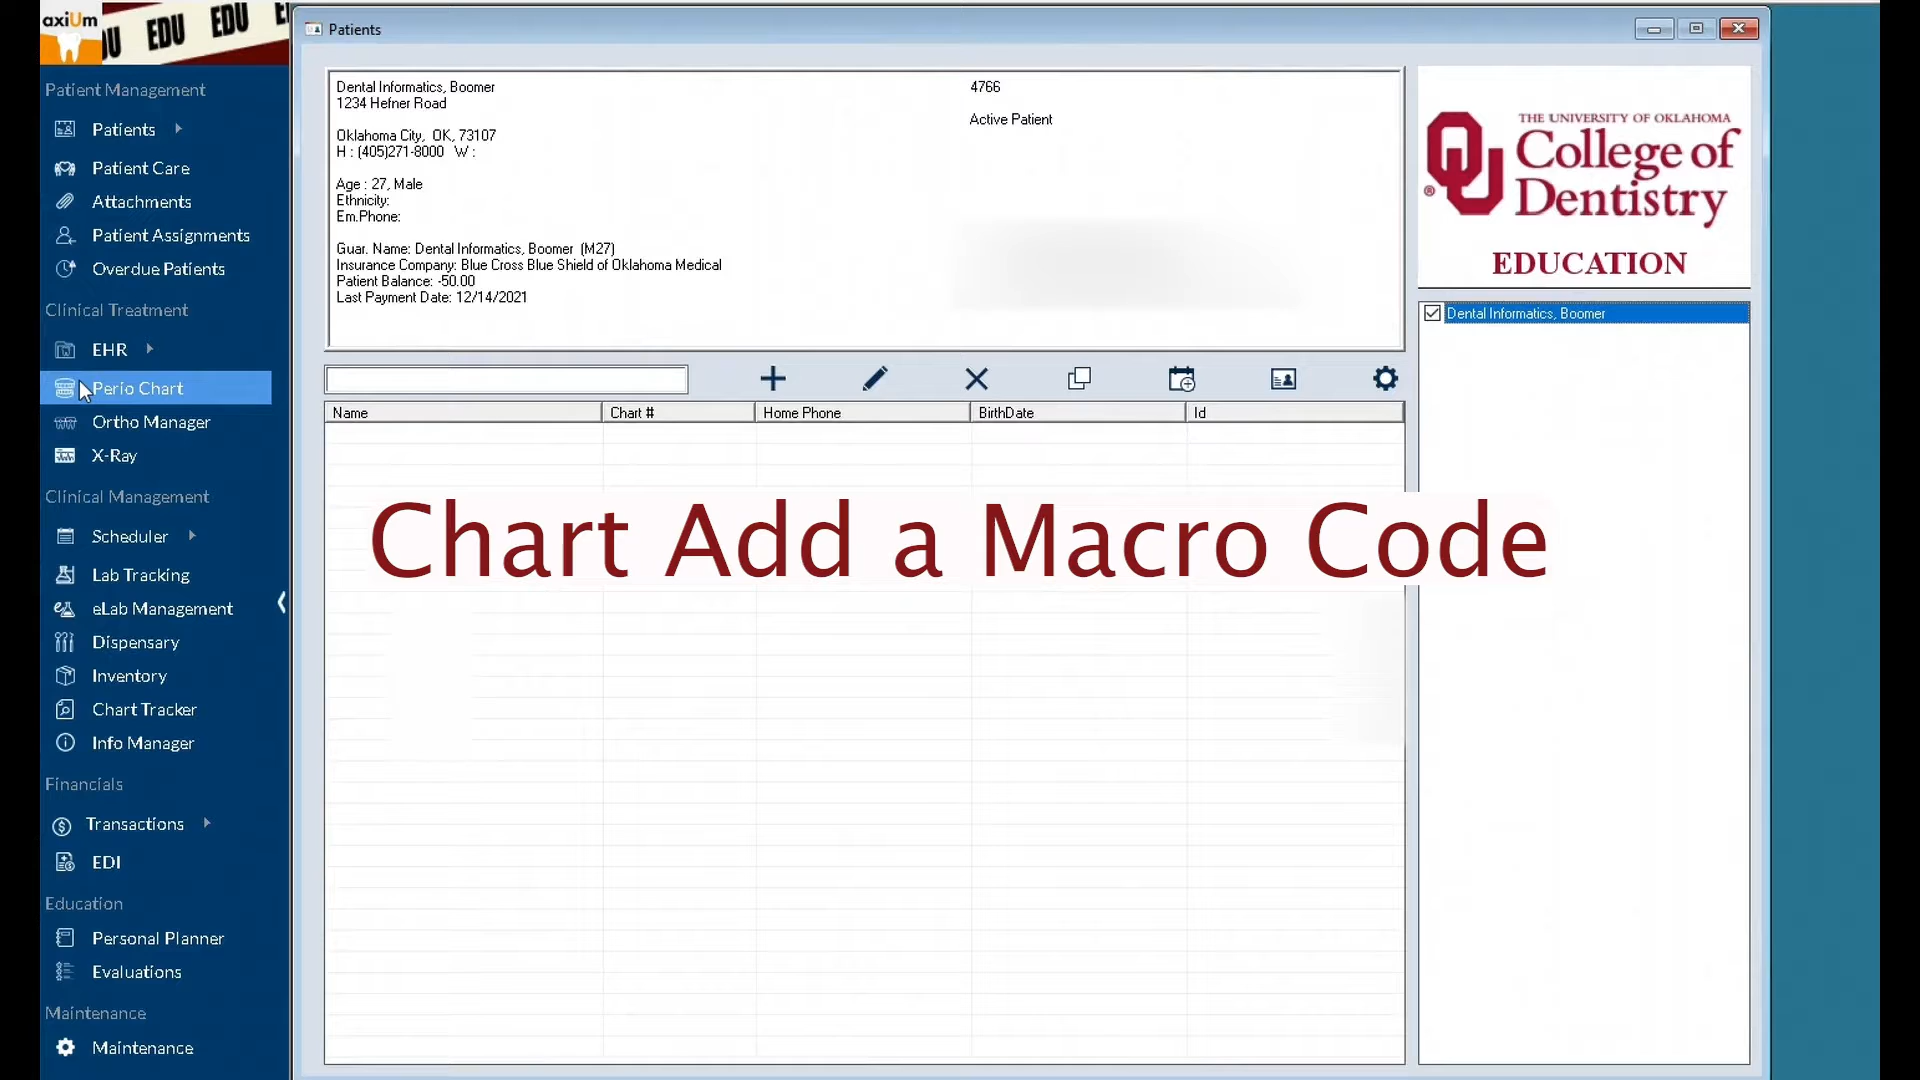 axiUm
EDU EDU
Patients
Patient Management
Patients
Patient Care
Attachments
Patient Assignments
Overdue Patients
Clinical Treatment
EHR
Perio Chart
Ortho Manager
X-Ray
Clinical Management
Scheduler
Lab Tracking
eLab Management
Dispensary
Inventory
Chart Tracker
Info Manager
Financials
Transactions
EDI
Education
Personal Planner
Evaluations
Maintenance
Maintenance
Dental Informatics, Boomer 4766
1234 Hefner Road
Active Patient
Oklahoma City, OK, 73107
H : (405)271-8000 W :
Age : 27, Male
Ethnicity:
Em.Phone:
Guar. Name: Dental Informatics, Boomer (M27)
Insurance Company: Blue Cross Blue Shield of Oklahoma Medical
Patient Balance: -50.00
Last Payment Date: 12/14/2021
Name Chart # Home Phone BirthDate Id
Chart Add a Macro Code
THE UNIVERSITY OF OKLAHOMA
College of
Dentistry
®
EDUCATION
Dental Informatics, Boomer